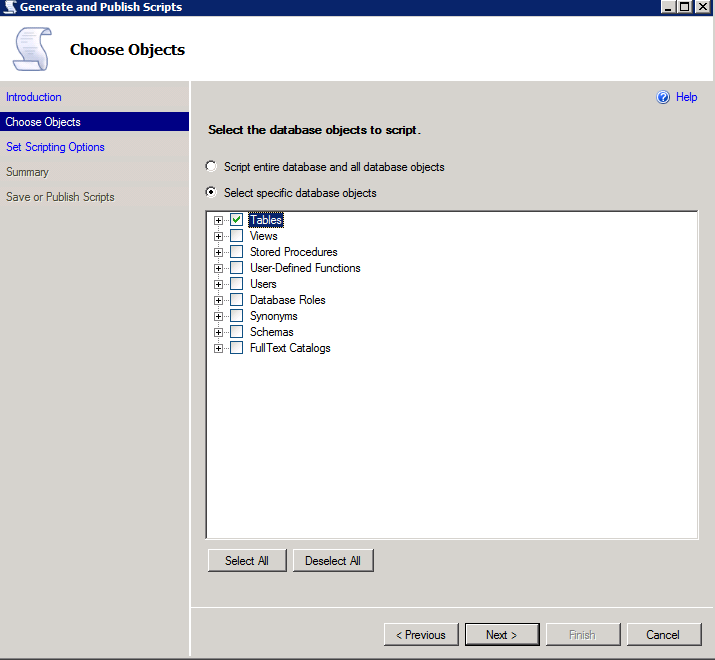 Generate and Publish Scripts
Choose Objects
Introduction
Choose Objects
Set Scripting Options
Summary
Save or Publish Scripts
Help
Select the database objects to script.
Script entire database and all database objects
Select specific database objects
Tables
Views
Stored Procedures
User-Defined Functions
Users
Database Roles
Synonyms
Schemas
FullText Catalogs
Select All
Deselect All
< Previous
Next >
Finish
Cancel